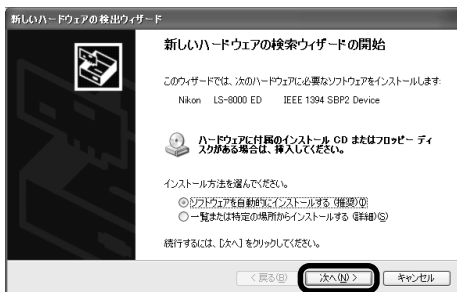 新しいハードウェアの検出ウィザード
新しいハードウェアの検索ウィザードの開始
このウィザードでは、次のハードウェアに必要なソフトウェアをインストールします:
Nikon LS-8000 ED IEEE 1394 SBP2 Device
ハードウェアに付属のインストール CD またはフロッピー ディ
スクがある場合は、挿入してください。
インストール方法を選んでください。
ソフトウェアを自動的にインストールする (推奨)(I)
一覧または特定の場所からインストールする (詳細)(S)
続行するには、[次へ] をクリックしてください。
< 戻る(B) 次へ(N) > キャンセル